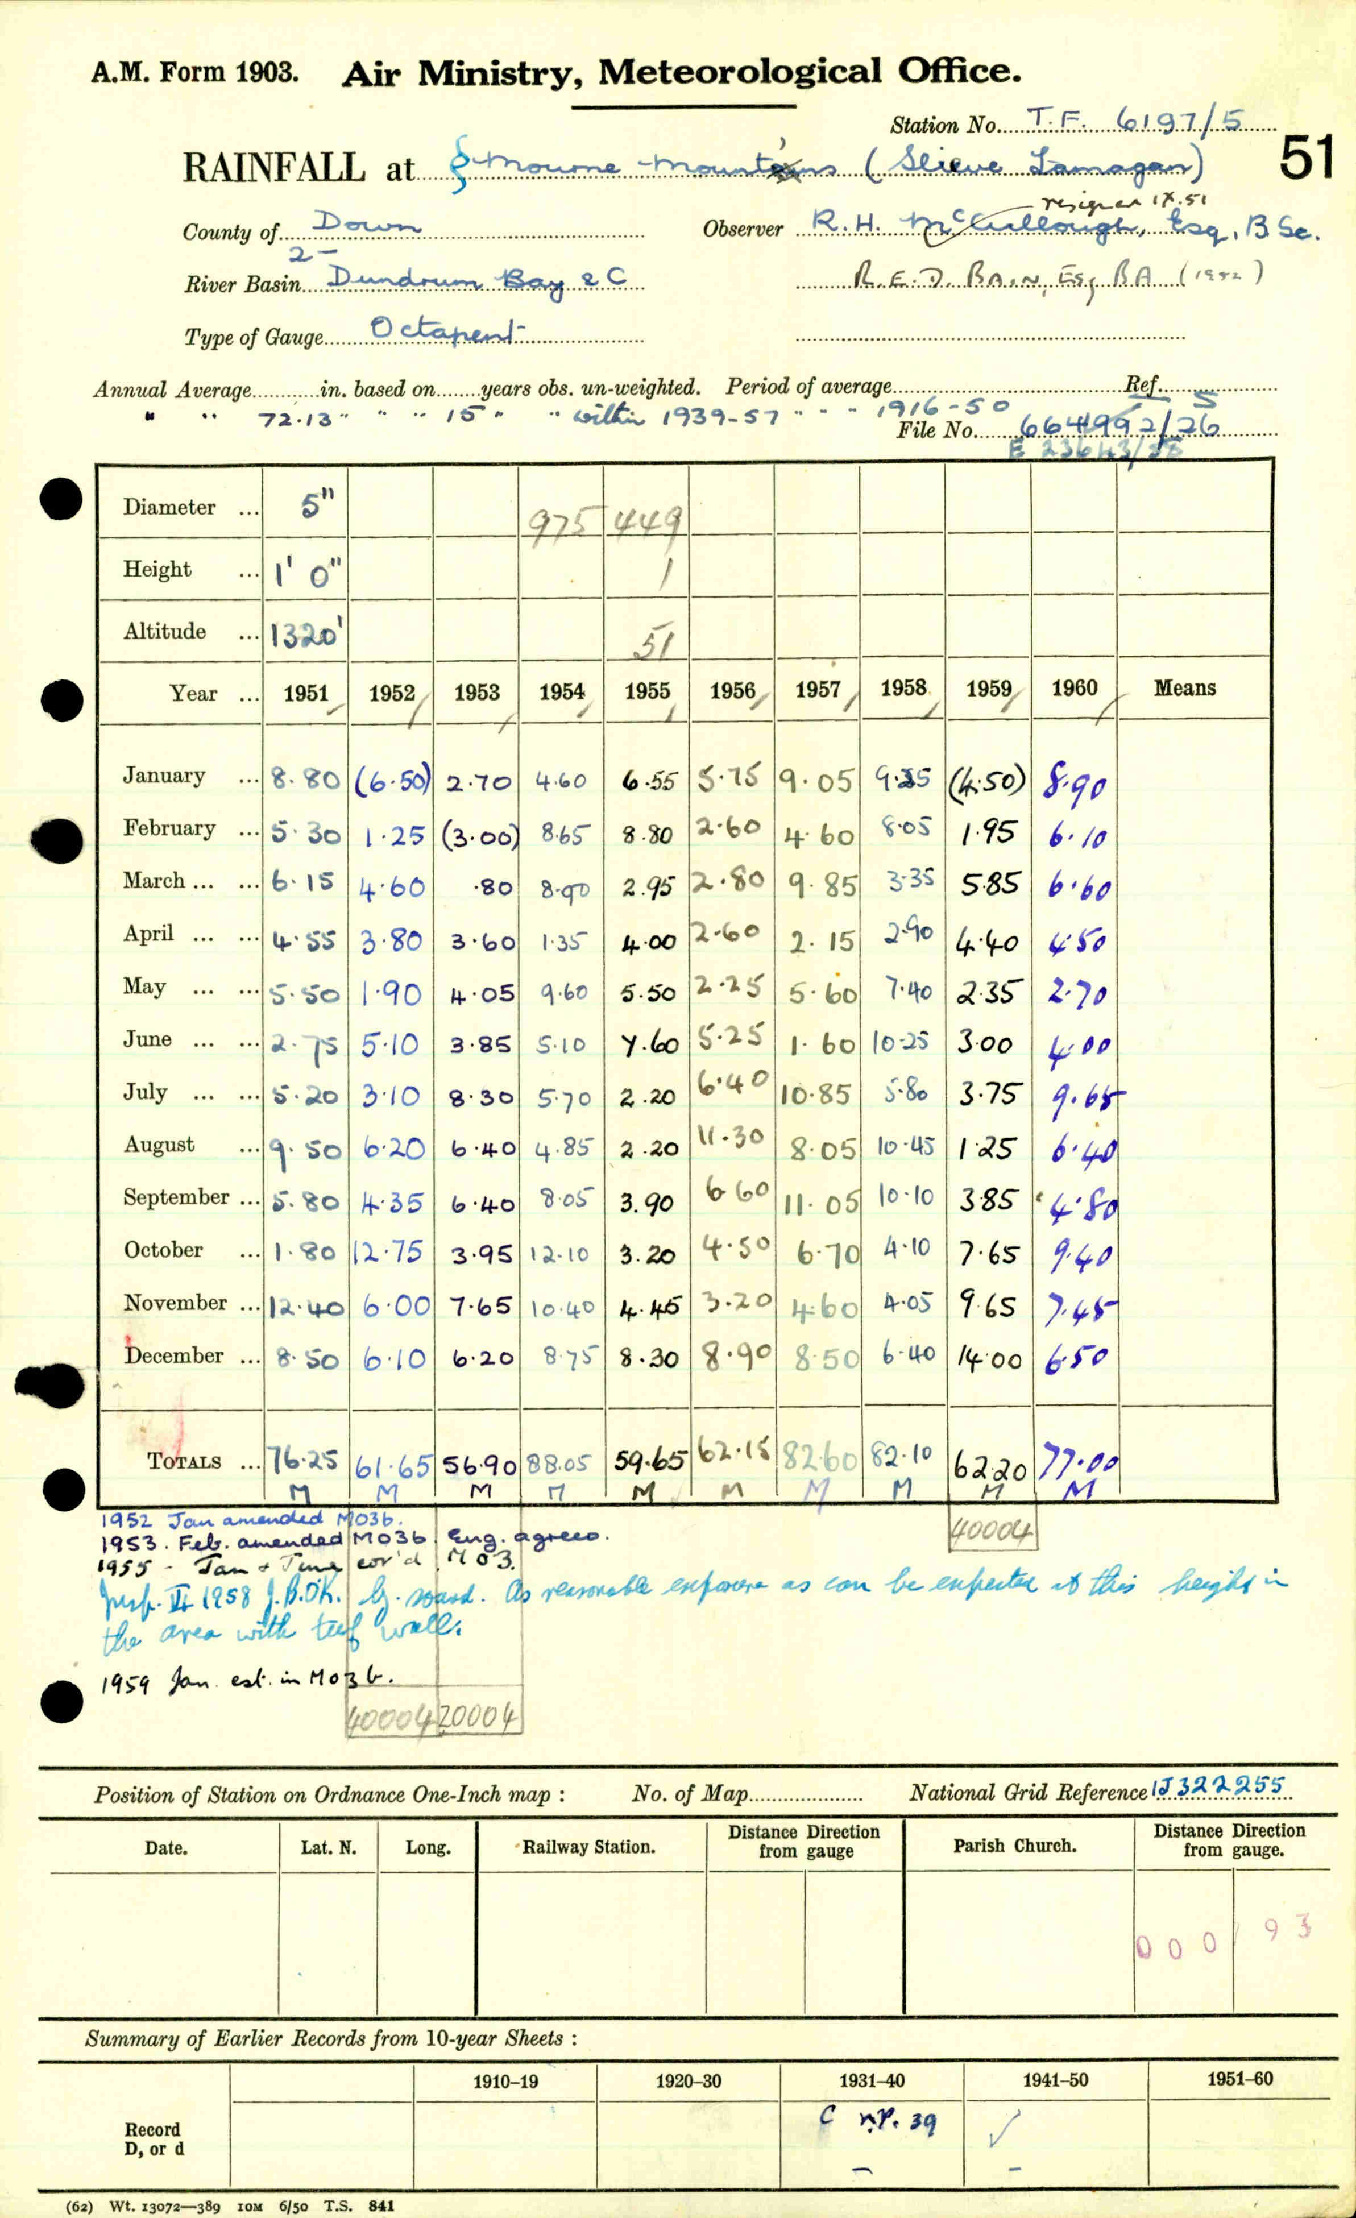 A.M. Form 1903. Air Ministry, Meteorological Office.
Station No. T.F. 6197/5
51
RAINFALL at Mourne Mountains (Slieve Lamagan)
resigned IX.51
County of Down Observer R.H. McCullough, Esq, B Sc.
2-
River Basin Dundrum Bay & C R.E.D. BAIN, Esq BA (1952)
Type of Gauge Octapent
Annual Average in. based on years obs. un-weighted. Period of average Ref.
" " 72.13 " " " 15 " " within 1939-57 " " - 1916-50 S
File No. 664992/26
E 23643/58
Diameter ... 5" 975 449
Height ... 1' 0" 1
Altitude ... 1320' 51
Year ... 1951 1952 1953 1954 1955 1956 1957 1958 1959 1960 Means
January ... 8.80 (6.50) 2.70 4.60 6.55 5.75 9.05 9.35 (4.50) 8.90
February ... 5.30 1.25 (3.00) 8.65 8.80 2.60 4.60 8.05 1.95 6.10
March ... ... 6.15 4.60 .80 8.90 2.95 2.80 9.85 3.35 5.85 6.60
April ... ... 4.55 3.80 3.60 1.35 4.00 2.60 2.15 2.90 4.40 4.50
May ... ... 5.50 1.90 4.05 9.60 5.50 2.25 5.60 7.40 2.35 2.70
June ... ... 2.75 5.10 3.85 5.10 7.60 5.25 1.60 10.25 3.00 4.00
July ... ... 5.20 3.10 8.30 5.70 2.20 6.40 10.85 5.80 3.75 9.65
August ... 9.50 6.20 6.40 4.85 2.20 11.30 8.05 10.45 1.25 6.40
September ... 5.80 4.35 6.40 8.05 3.90 6.60 11.05 10.10 3.85 4.80
October ... 1.80 12.75 3.95 12.10 3.20 4.50 6.70 4.10 7.65 9.40
November ... 12.40 6.00 7.65 10.40 4.45 3.20 4.60 4.05 9.65 7.45
December ... 8.50 6.10 6.20 8.75 8.30 8.90 8.50 6.40 14.00 6.50
TOTALS ... 76.25 61.65 56.90 88.05 59.65 62.15 82.60 82.10 62.20 77.00
M M M M M M M M M M
1952 Jan amended MO3b.
1953. Feb. amended MO3b. Eng. agrees. 40004
1955 - Jan & June cor'd MO3.
Insp. VI 1958 J.B.Dk. G. sound. As reasonable exposure as can be expected at this height in
the area with turf wall.
1959 Jan. est. in MO3b.
40004 20004
Position of Station on Ordnance One-Inch map : No. of Map National Grid Reference IJ322255
Date. Lat. N. Long. Railway Station. Distance Direction from gauge Parish Church. Distance Direction from gauge.
000 93
Summary of Earlier Records from 10-year Sheets :
1910-19 1920-30 1931-40 1941-50 1951-60
Record C n.r. 39 ✓
D, or d – –
(62) Wt. 13072—389 10M 6/50 T.S. 841